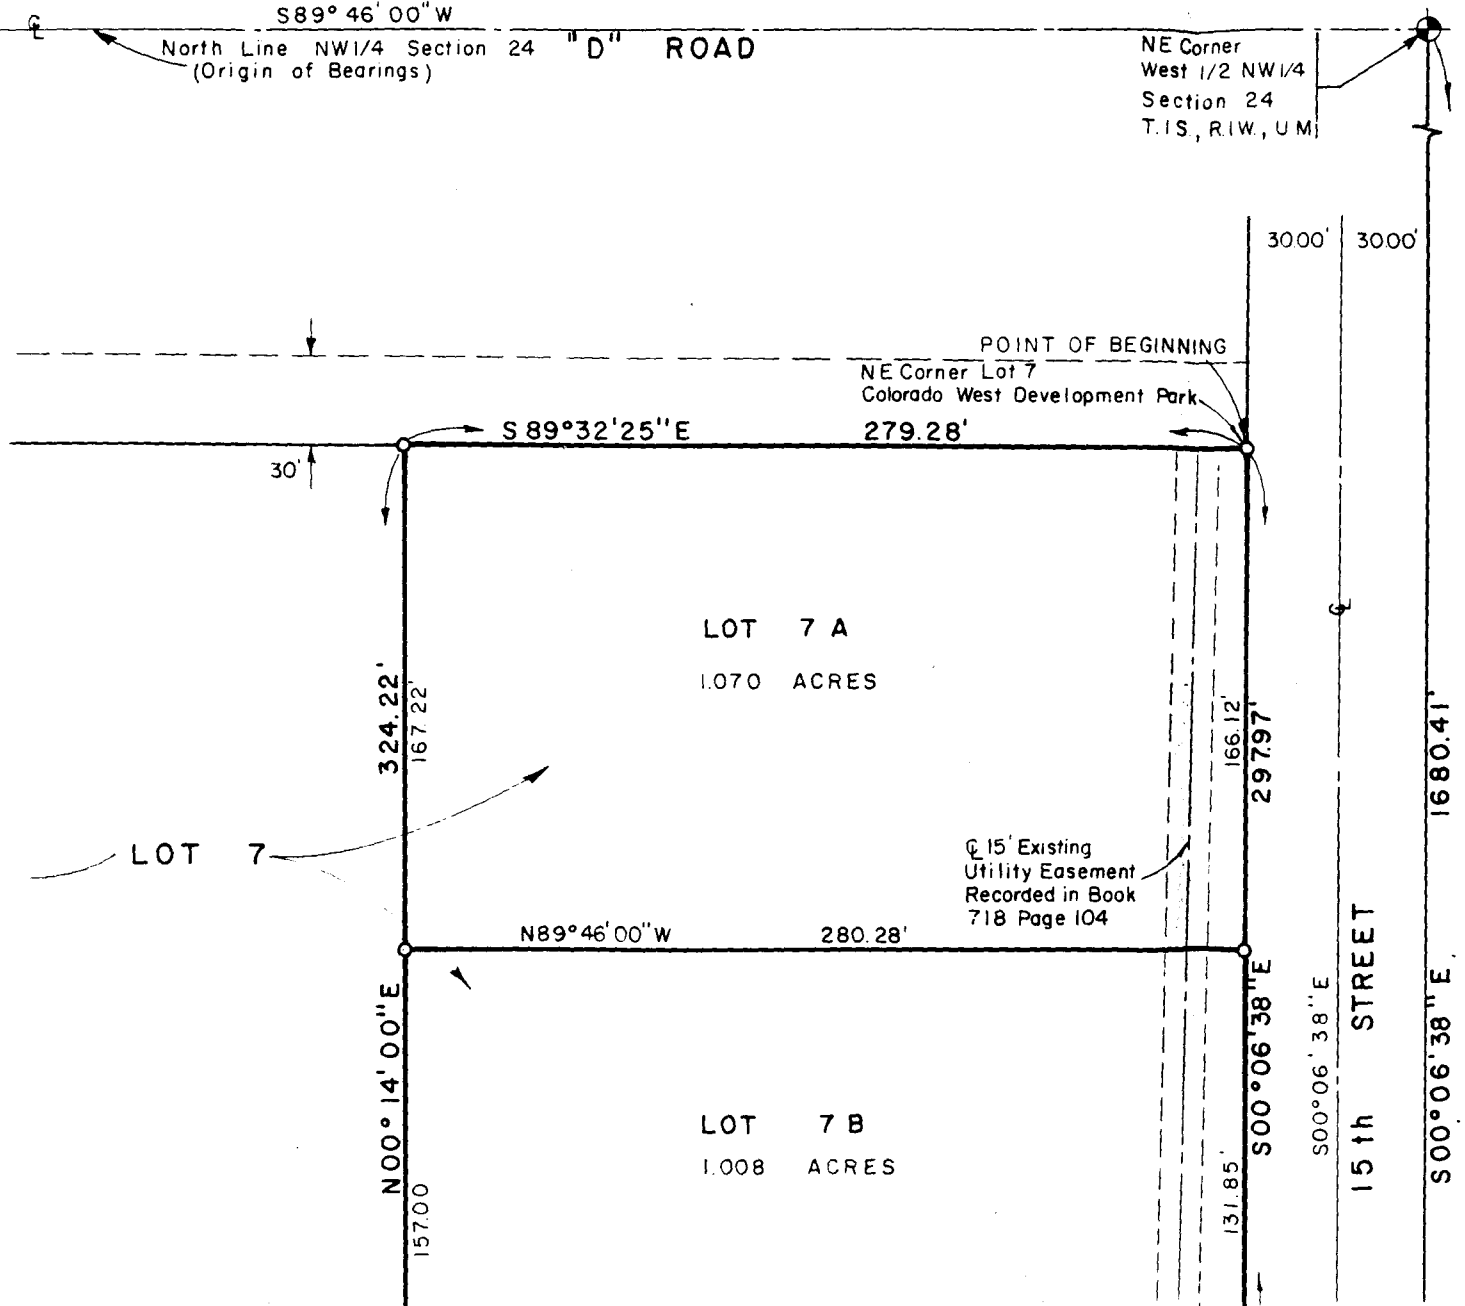 S89° 46' 00" W
North Line NW1/4 Section 24
(Origin of Bearings)
"D" ROAD
NE Corner
West 1/2 NW1/4
Section 24
T.1S., R.1W., U M
30.00' 30.00'
POINT OF BEGINNING
NE Corner Lot 7
Colorado West Development Park
S 89°32'25"E 279.28'
30'
LOT 7 A
1.070 ACRES
324.22'
167.22'
166.12'
297.97'
1680.41'
LOT 7
℄ 15' Existing
Utility Easement
Recorded in Book
718 Page 104
N89°46'00"W 280.28'
N00° 14' 00"E
S00°06'38"E
S00°06'38"E
15th STREET
S00°06'38"E
LOT 7 B
1.008 ACRES
157.00
131.85'